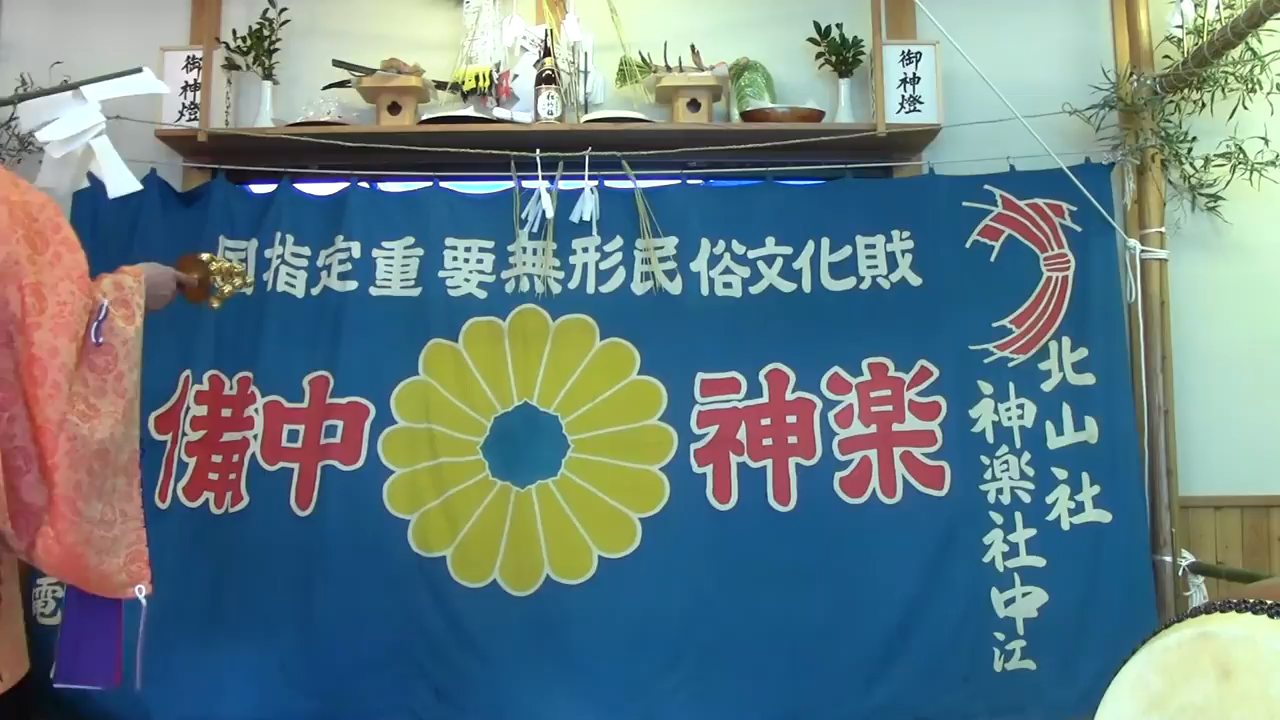 御神燈
御神燈
国指定重要無形民俗文化財
備中神楽
北山社
神楽社中江
電